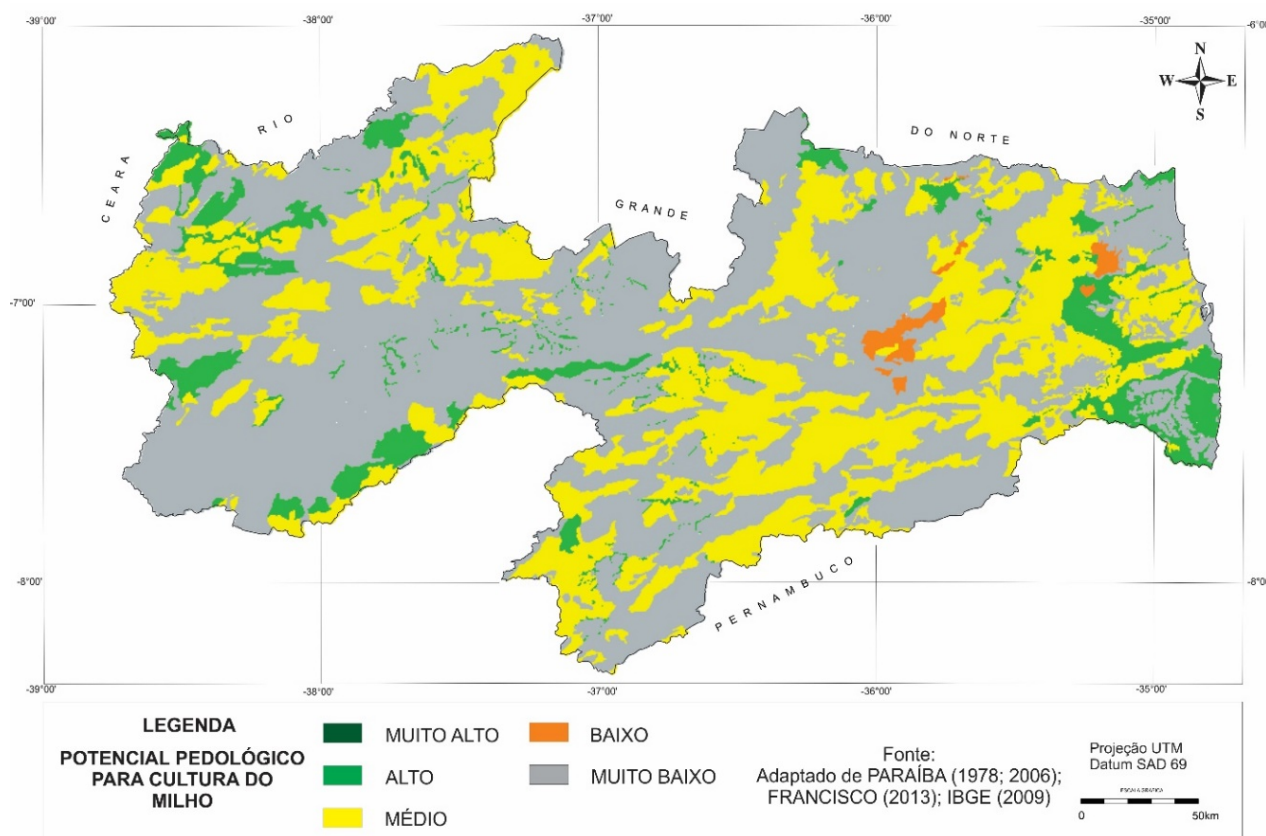 -39°00'
-38°00'
-37°00'
-36°00'
-35°00'
-6°00'
N
W
E
S
RIO
DO NORTE
CEARA
GRANDE
-7°00'
-7°00'
-8°00'
-8°00'
PERNAMBUCO
-39°00'
-38°00'
-37°00'
-36°00'
-35°00'
LEGENDA
POTENCIAL PEDOLÓGICO
PARA CULTURA DO
MILHO
MUITO ALTO
ALTO
MÉDIO
BAIXO
MUITO BAIXO
Fonte:
Adaptado de PARAÍBA (1978; 2006);
FRANCISCO (2013); IBGE (2009)
Projeção UTM
Datum SAD 69
ESCALA GRÁFICA
0
50km